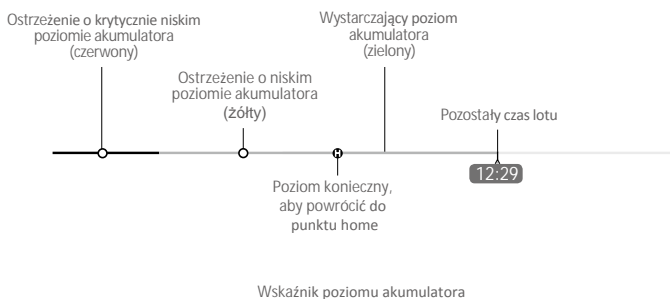 Ostrzeżenie o krytycznie niskim
poziomie akumulatora
(czerwony)
Wystarczający poziom
akumulatora
(zielony)
Ostrzeżenie o niskim
poziomie akumulatora
(żółty)
Pozostały czas lotu
H
12:29
Poziom konieczny,
aby powrócić do
punktu home
Wskaźnik poziomu akumulatora